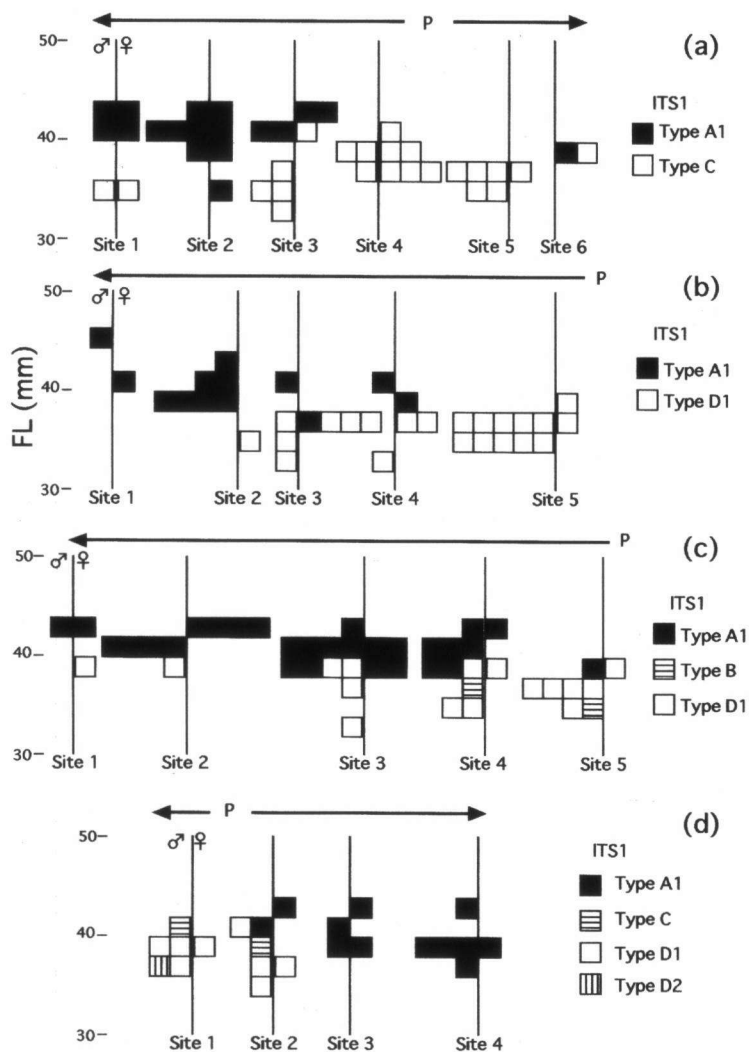 50
P
(a)
♂ ♀
ITS1
Type A1
Type C
40
30
Site 1 Site 2 Site 3 Site 4 Site 5 Site 6
50
P
(b)
♂ ♀
ITS1
Type A1
Type D1
40
30
Site 1 Site 2 Site 3 Site 4 Site 5
FL (mm)
50
P
(c)
♂ ♀
ITS1
Type A1
Type B
Type D1
40
30
Site 1 Site 2 Site 3 Site 4 Site 5
50
P
(d)
♂ ♀
ITS1
Type A1
Type C
Type D1
Type D2
40
30
Site 1 Site 2 Site 3 Site 4